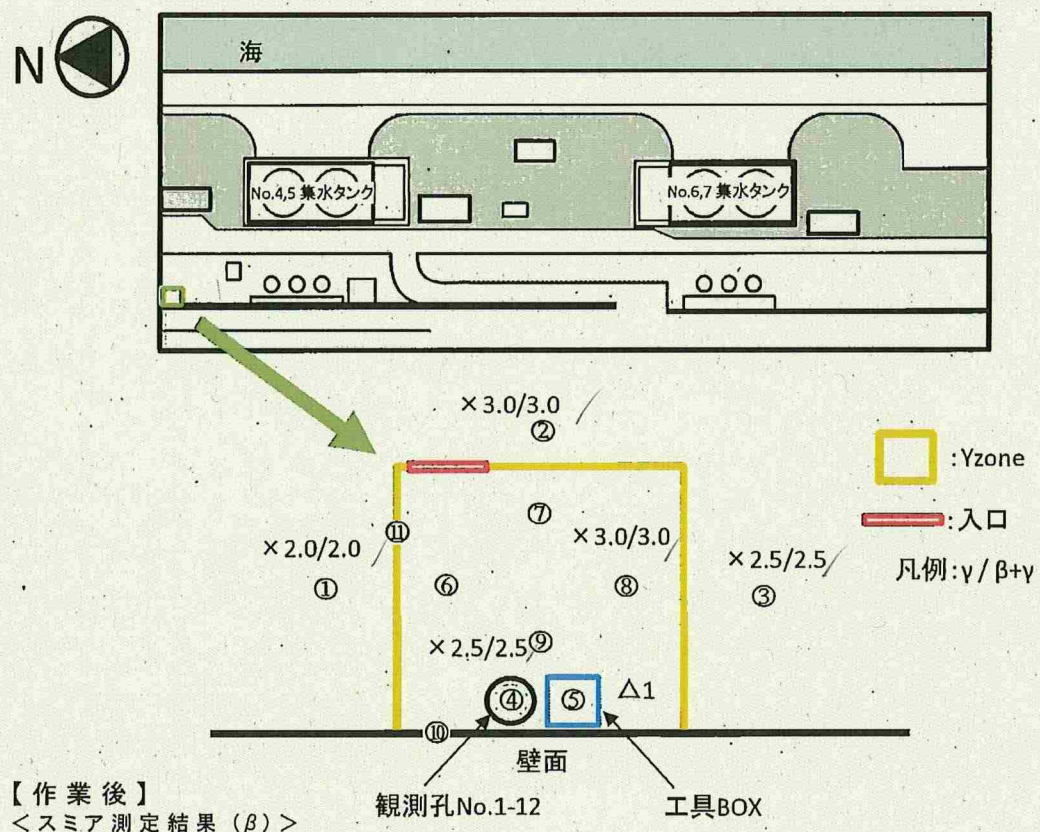 N
海
No.4,5 集水タンク
No.6,7 集水タンク
×3.0/3.0
②
:Yzone
⑦
:入口
⑪
×2.0/2.0
×3.0/3.0
×2.5/2.5
凡例:γ/β+γ
①
⑥
⑧
③
×2.5/2.5
⑨
④
⑤
△1
⑩
壁面
観測孔No.1-12
工具BOX
【作業後】
<スミア測定結果(β)>